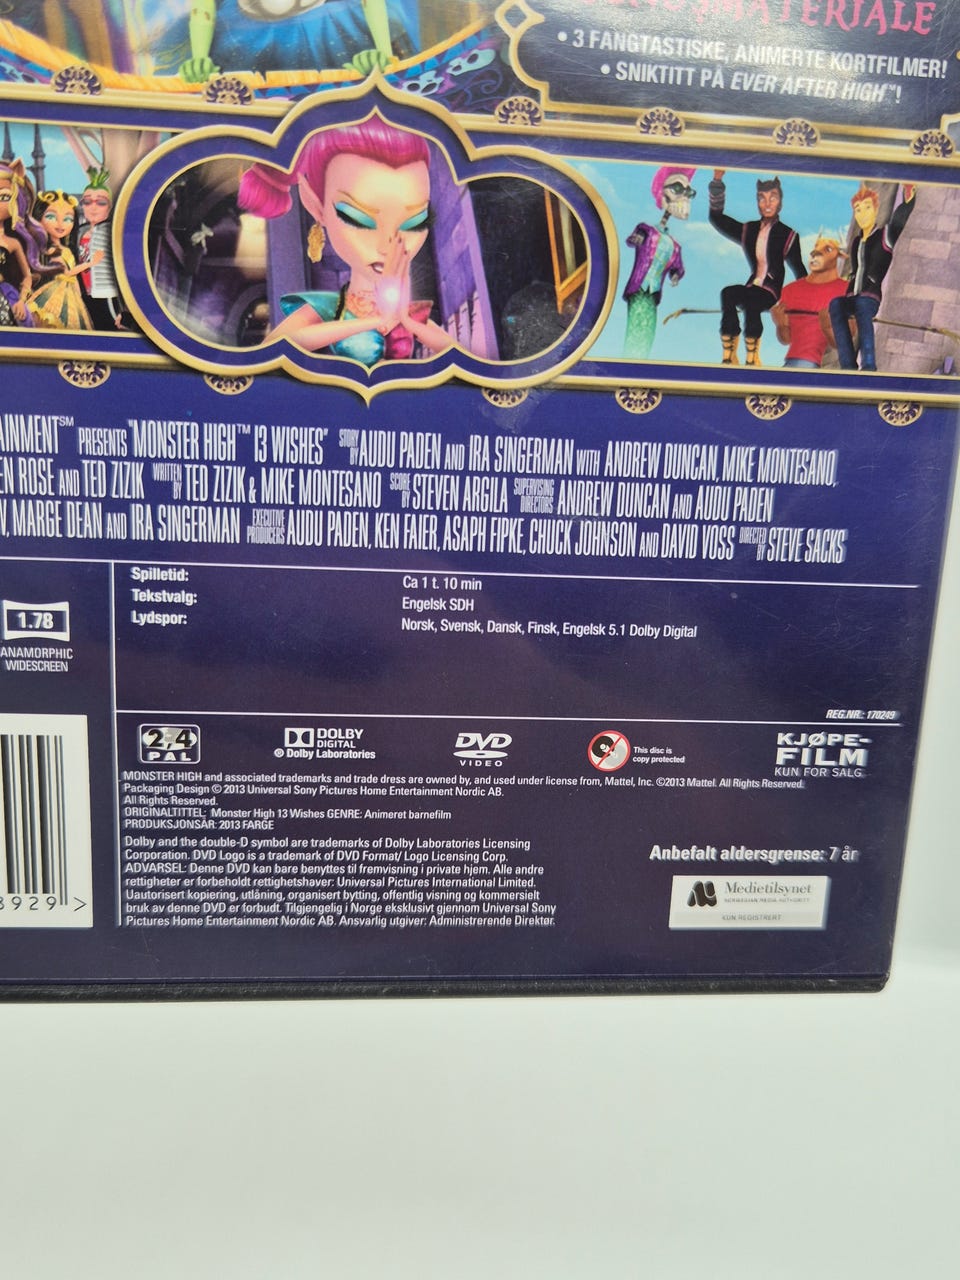 MATERIALE
• 3 FANGTASTISKE, ANIMERTE KORTFILMER!
• SNIKTITT PÅ EVER AFTER HIGH™!
AINMENT℠ PRESENTS "MONSTER HIGH™ 13 WISHES" STORY BY AUDU PADEN AND IRA SINGERMAN WITH ANDREW DUNCAN, MIKE MONTESANO,
EN ROSE AND TED ZIZIK WRITTEN BY TED ZIZIK & MIKE MONTESANO SCORE BY STEVEN ARGILA SUPERVISING DIRECTORS ANDREW DUNCAN AND AUDU PADEN
N, MARGE DEAN AND IRA SINGERMAN EXECUTIVE PRODUCERS AUDU PADEN, KEN FAIER, ASAPH FIPKE, CHUCK JOHNSON AND DAVID VOSS DIRECTED BY STEVE SACKS
Spilletid: Ca 1 t. 10 min
Tekstvalg: Engelsk SDH
Lydspor: Norsk, Svensk, Dansk, Finsk, Engelsk 5.1 Dolby Digital
1.78
ANAMORPHIC
WIDESCREEN
REG.NR.: 170249
2,4
PAL
DOLBY
DIGITAL
® Dolby Laboratories
DVD
VIDEO
This disc is
copy protected
KJØPE-
FILM
KUN FOR SALG
MONSTER HIGH and associated trademarks and trade dress are owned by, and used under license from, Mattel, Inc. ©2013 Mattel. All Rights Reserved.
Packaging Design © 2013 Universal Sony Pictures Home Entertainment Nordic AB.
All Rights Reserved.
ORIGINALTITTEL: Monster High 13 Wishes GENRE: Animeret barnefilm
PRODUKSJONSÅR: 2013 FARGE
Dolby and the double-D symbol are trademarks of Dolby Laboratories Licensing
Corporation. DVD Logo is a trademark of DVD Format/ Logo Licensing Corp.
ADVARSEL: Denne DVD kan bare benyttes til fremvisning i private hjem. Alle andre
rettigheter er forbeholdt rettighetshaver: Universal Pictures International Limited.
Uautorisert kopiering, utlåning, organisert bytting, offentlig visning og kommersielt
bruk av denne DVD er forbudt. Tilgjengelig i Norge eksklusivt gjennom Universal Sony
Pictures Home Entertainment Nordic AB. Ansvarlig utgiver: Administrerende Direktør.
Anbefalt aldersgrense: 7 år
Medietilsynet
NORWEGIAN MEDIA AUTHORITY
KUN REGISTRERT
8929 >